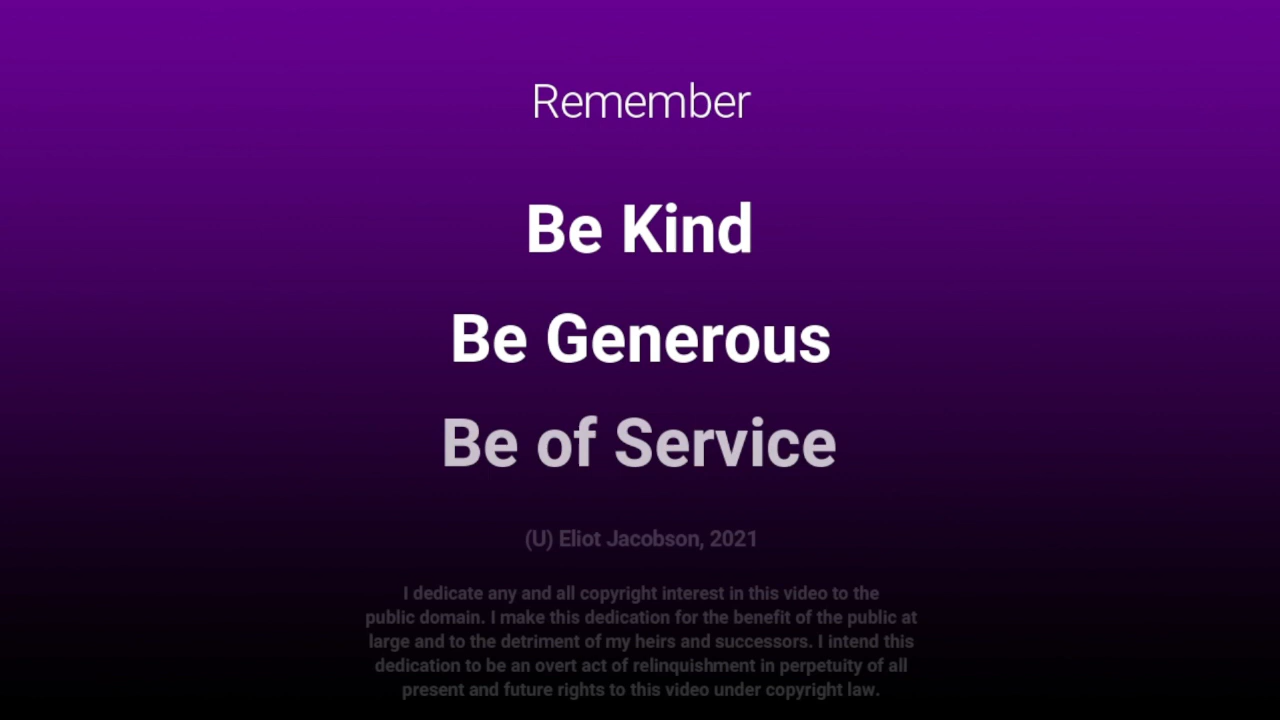 Remember
Be Kind
Be Generous
Be of Service
(U) Eliot Jacobson, 2021
I dedicate any and all copyright interest in this video to the
public domain. I make this dedication for the benefit of the public at
large and to the detriment of my heirs and successors. I intend this
dedication to be an overt act of relinquishment in perpetuity of all
present and future rights to this video under copyright law.